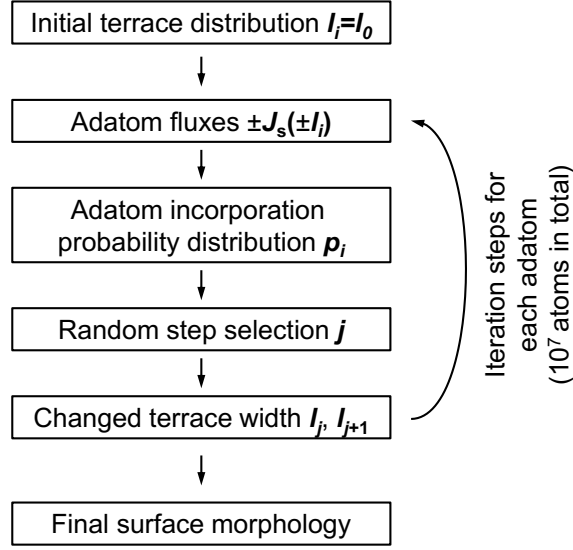 Initial terrace distribution lᵢ=l₀
Adatom fluxes ±Jₛ(±lᵢ)
Adatom incorporation
probability distribution pᵢ
Random step selection j
Changed terrace width lⱼ, lⱼ₊₁
Final surface morphology
Iteration steps for
each adatom
(10⁷ atoms in total)